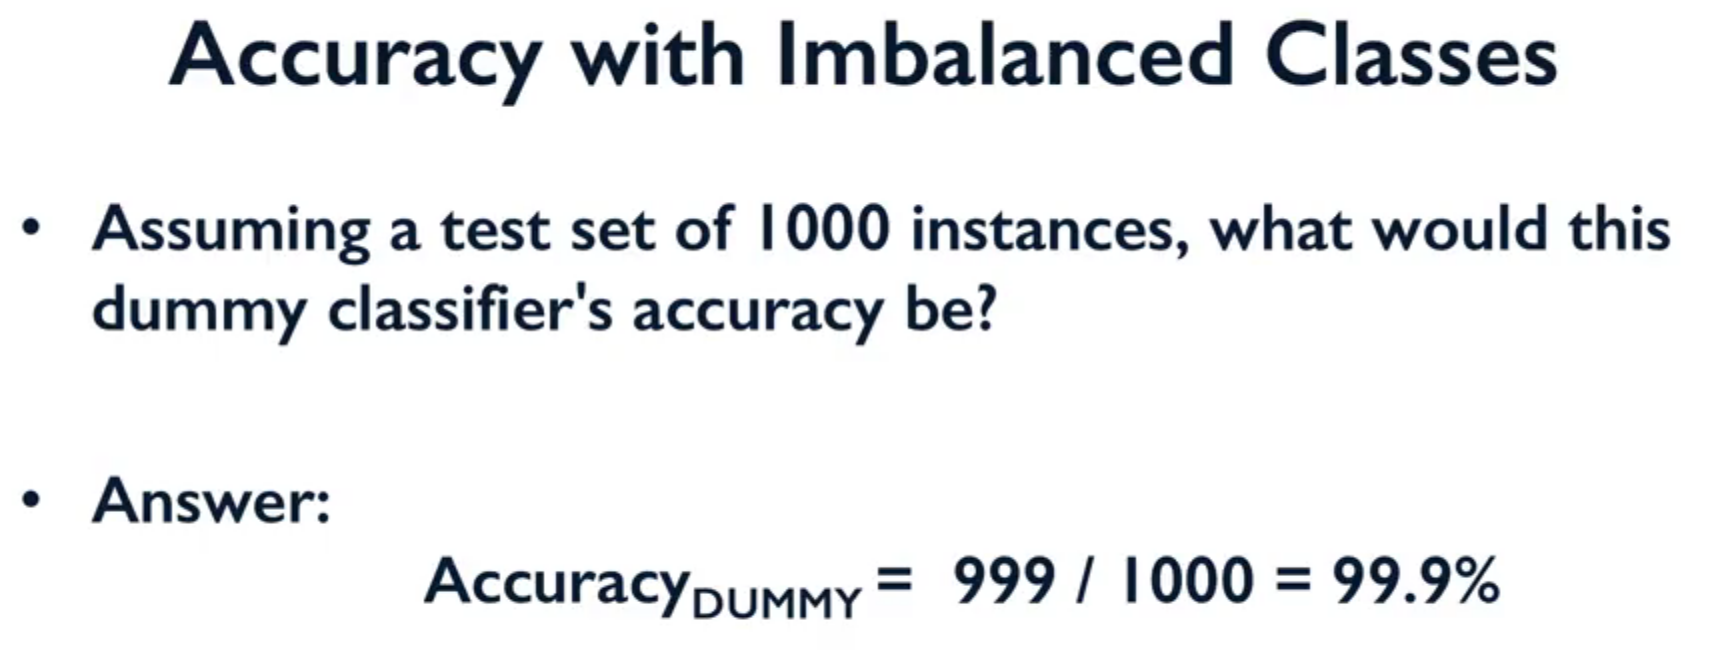 Accuracy with Imbalanced Classes
• Assuming a test set of 1000 instances, what would this
dummy classifier's accuracy be?
• Answer:
Accuracy_DUMMY = 999 / 1000 = 99.9%